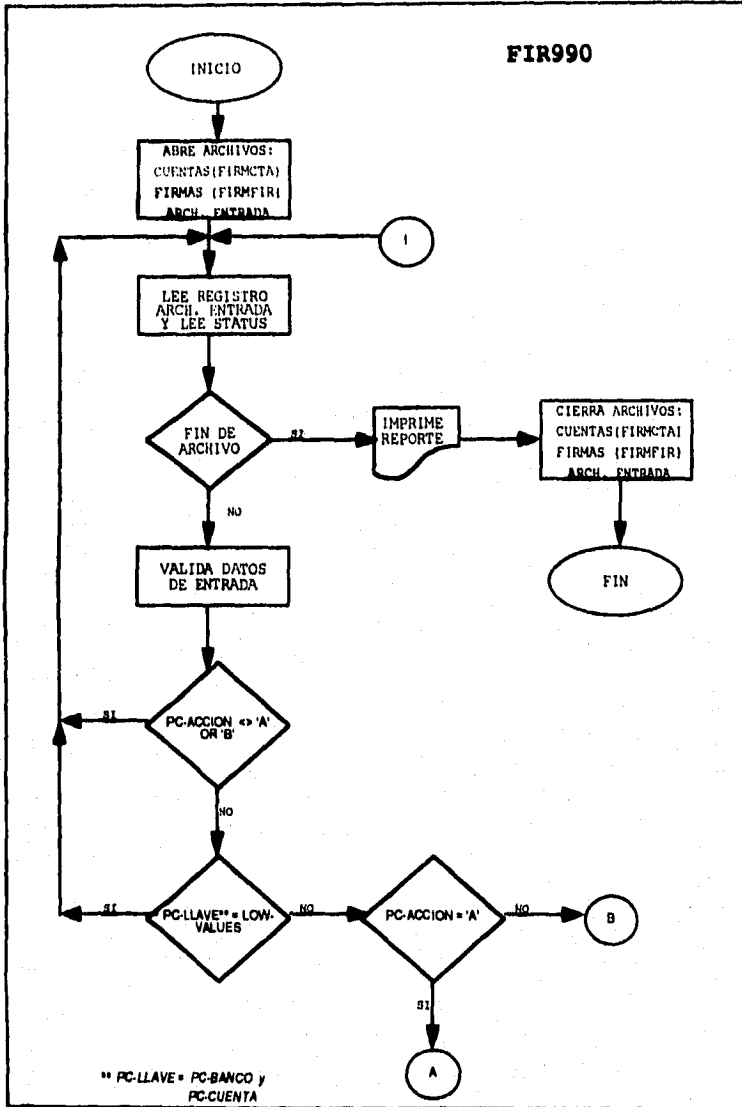 FIR990
INICIO
ABRE ARCHIVOS:
CUENTAS(FIRMCTA)
FIRMAS (FIRMFIR)
ARCH. ENTRADA
1
LEE REGISTRO
ARCH. ENTRADA
Y LEE STATUS
FIN DE
ARCHIVO
SI
IMPRIME
REPORTE
CIERRA ARCHIVOS:
CUENTAS(FIRMCTA)
FIRMAS (FIRMFIR)
ARCH. ENTRADA
NO
FIN
VALIDA DATOS
DE ENTRADA
SI
PC-ACCION <> 'A'
OR 'B'
NO
SI
PC-LLAVE** = LOW-
VALUES
NO
PC-ACCION = 'A'
NO
B
SI
A
** PC-LLAVE = PC-BANCO y
PC-CUENTA